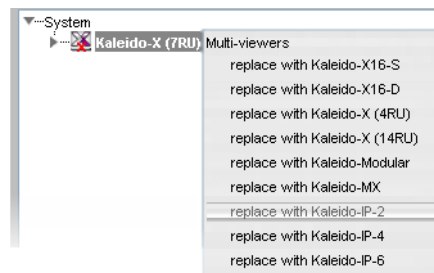 System
Kaleido-X (7RU) Multi-viewers
replace with Kaleido-X16-S
replace with Kaleido-X16-D
replace with Kaleido-X (4RU)
replace with Kaleido-X (14RU)
replace with Kaleido-Modular
replace with Kaleido-MX
replace with Kaleido-IP-2
replace with Kaleido-IP-4
replace with Kaleido-IP-6